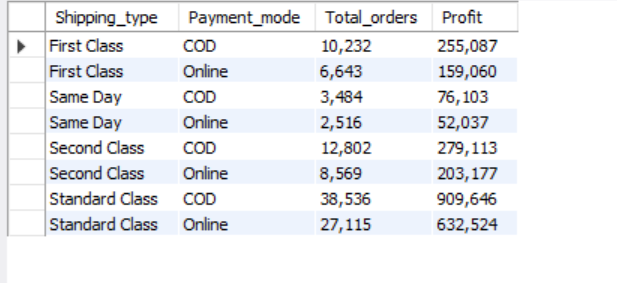 Shipping_type Payment_mode Total_orders Profit
First Class COD 10,232 255,087
First Class Online 6,643 159,060
Same Day COD 3,484 76,103
Same Day Online 2,516 52,037
Second Class COD 12,802 279,113
Second Class Online 8,569 203,177
Standard Class COD 38,536 909,646
Standard Class Online 27,115 632,524